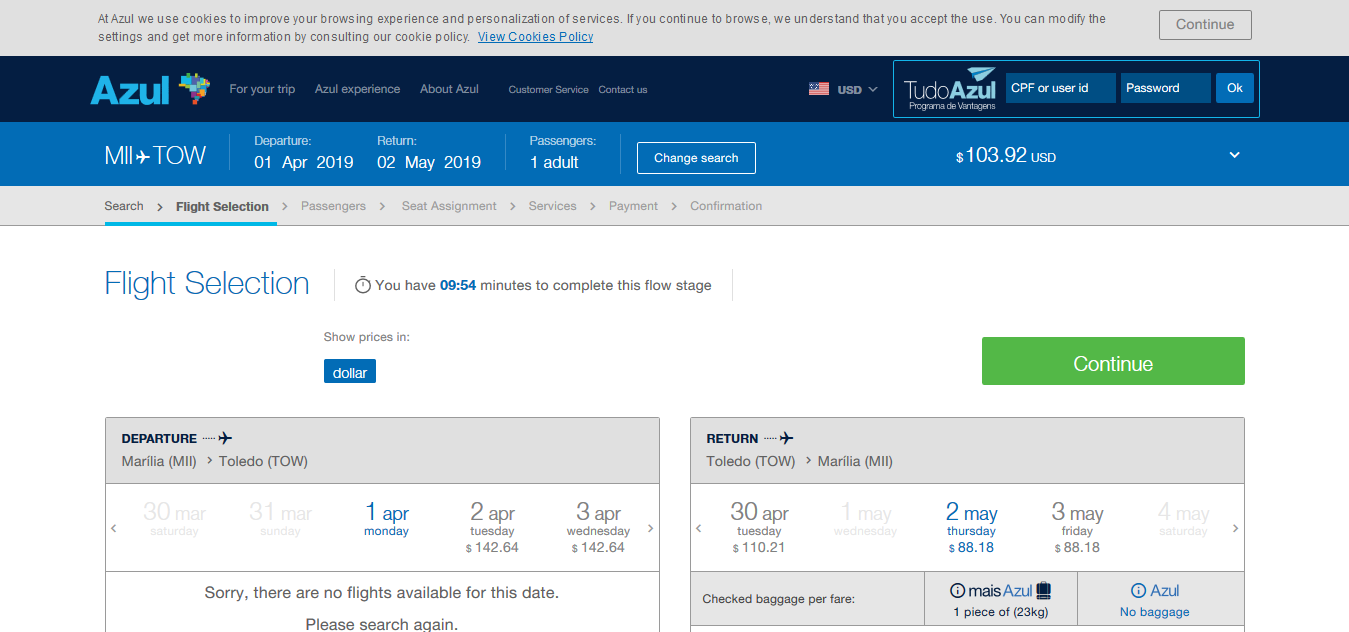 At Azul we use cookies to improve your browsing experience and personalization of services. If you continue to browse, we understand that you accept the use. You can modify the
settings and get more information by consulting our cookie policy. View Cookies Policy
Continue
Azul
For your trip
Azul experience
About Azul
Customer Service
Contact us
USD
TudoAzul
Programa de Vantagens
CPF or user id
Password
Ok
MII TOW
Departure:
01 Apr 2019
Return:
02 May 2019
Passengers:
1 adult
Change search
$ 103.92 USD
Search > Flight Selection > Passengers > Seat Assignment > Services > Payment > Confirmation
Flight Selection
You have 09:54 minutes to complete this flow stage
Show prices in:
dollar
Continue
DEPARTURE
Marília (MII) > Toledo (TOW)
30 mar
saturday
31 mar
sunday
1 apr
monday
2 apr
tuesday
$ 142.64
3 apr
wednesday
$ 142.64
Sorry, there are no flights available for this date.
Please search again.
RETURN
Toledo (TOW) > Marília (MII)
30 apr
tuesday
$ 110.21
1 may
wednesday
2 may
thursday
$ 88.18
3 may
friday
$ 88.18
4 may
saturday
Checked baggage per fare:
maisAzul
1 piece of (23kg)
Azul
No baggage